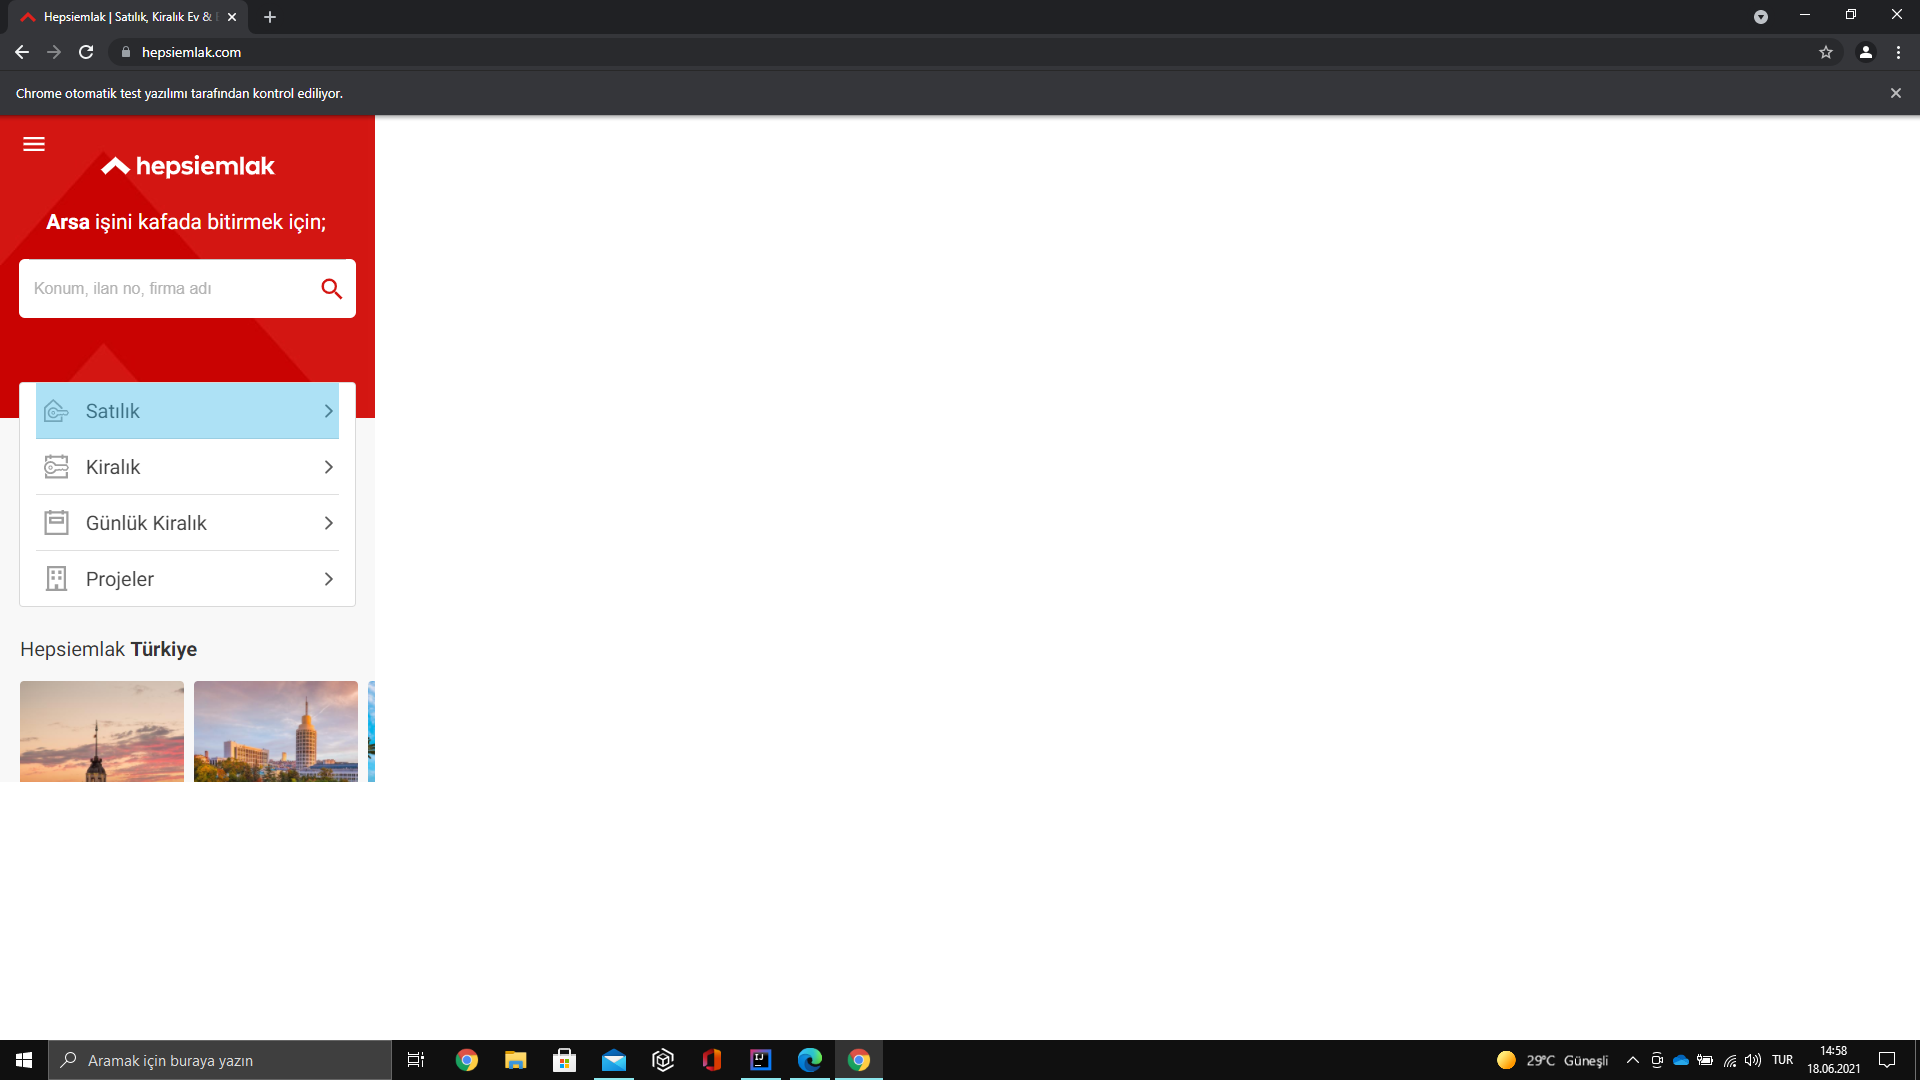 Hepsiemlak | Satılık, Kiralık Ev &
hepsiemlak.com
Chrome otomatik test yazılımı tarafından kontrol ediliyor.
hepsiemlak
Arsa işini kafada bitirmek için;
Konum, ilan no, firma adı
Satılık
Kiralık
Günlük Kiralık
Projeler
Hepsiemlak Türkiye
Aramak için buraya yazın
IJ
29°C Güneşli
TUR
14:58
18.06.2021